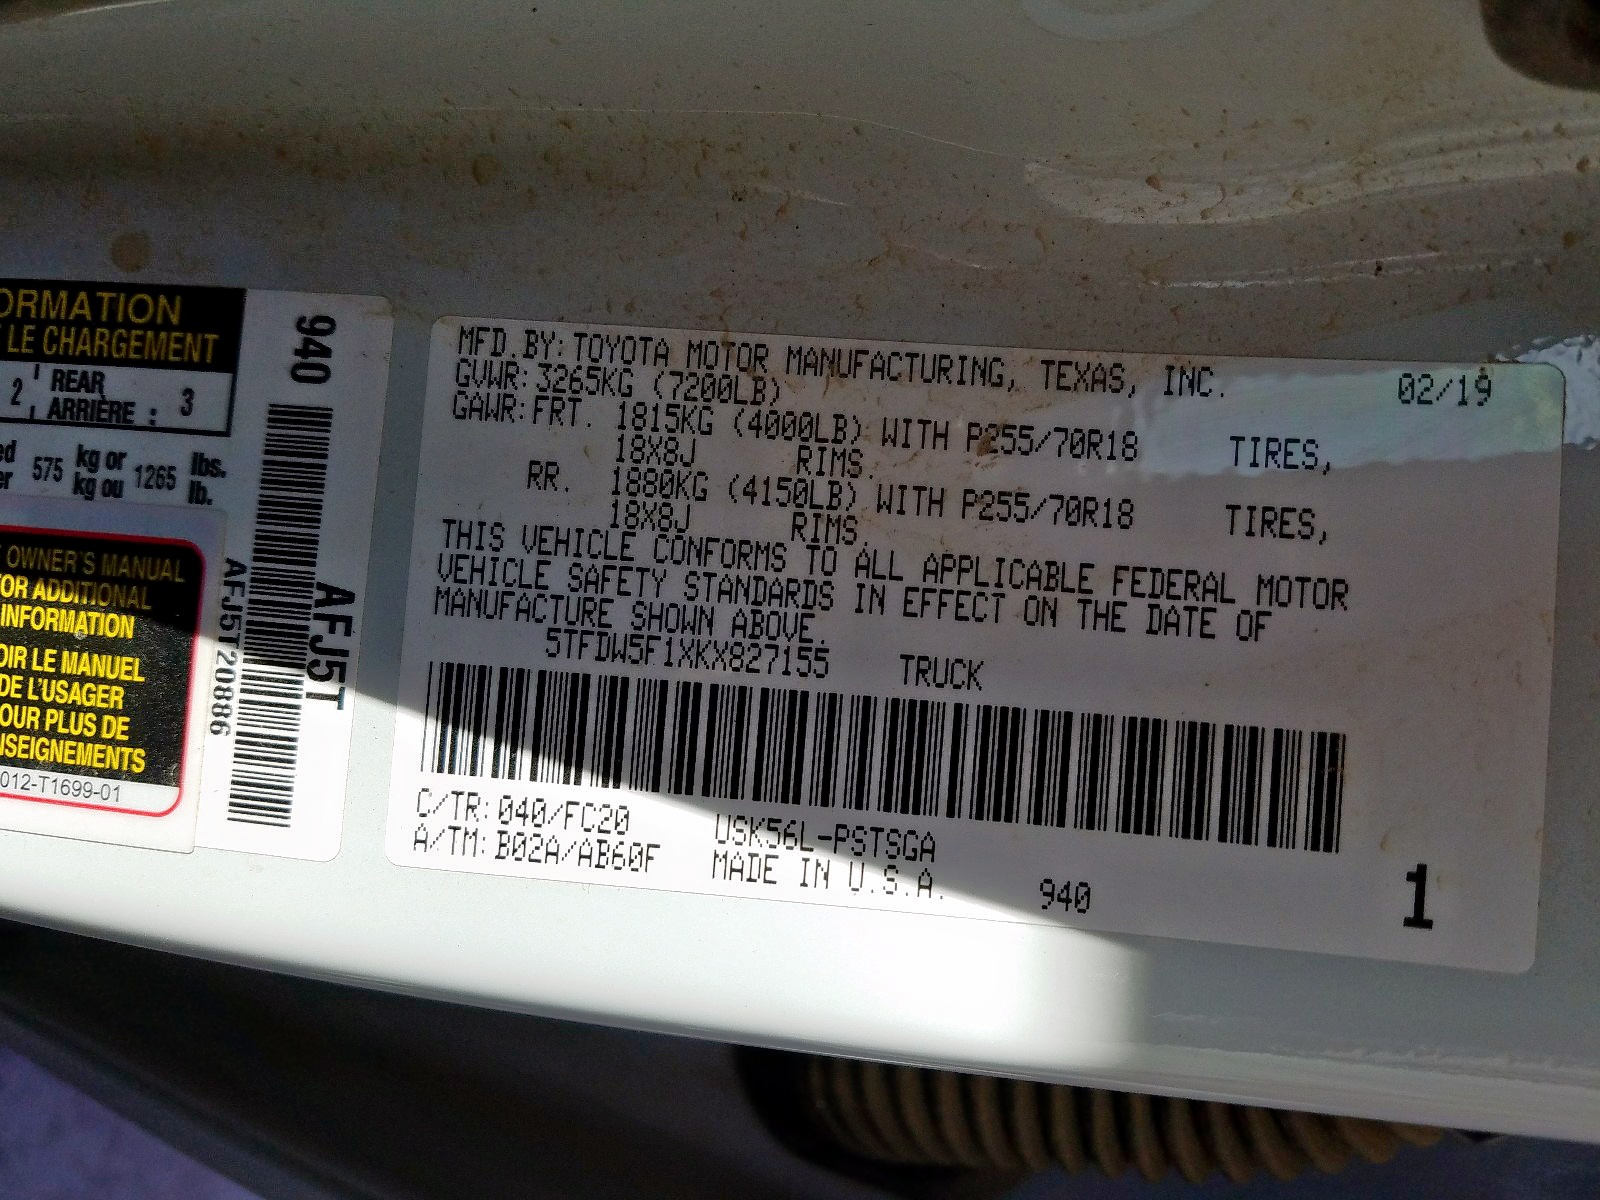 ORMATION
LE CHARGEMENT
2 REAR
ARRIÈRE : 3
575 kg or 1265 lbs.
kg ou lb.
OWNER'S MANUAL
OR ADDITIONAL
INFORMATION
OIR LE MANUEL
DE L'USAGER
OUR PLUS DE
NSEIGNEMENTS
012-T1699-01
940
AFJ5T
AFJ5T20886
MFD.BY: TOYOTA MOTOR MANUFACTURING, TEXAS, INC. 02/19
GVWR: 3265KG (7200LB)
GAWR: FRT. 1815KG (4000LB) WITH P255/70R18 TIRES,
18X8J RIMS.
RR. 1880KG (4150LB) WITH P255/70R18 TIRES,
18X8J RIMS.
THIS VEHICLE CONFORMS TO ALL APPLICABLE FEDERAL MOTOR
VEHICLE SAFETY STANDARDS IN EFFECT ON THE DATE OF
MANUFACTURE SHOWN ABOVE.
5TFDW5F1XKX827155 TRUCK
C/TR: 040/FC20 USK56L-PSTSGA
A/TM: B02A/AB60F MADE IN U.S.A. 940
1